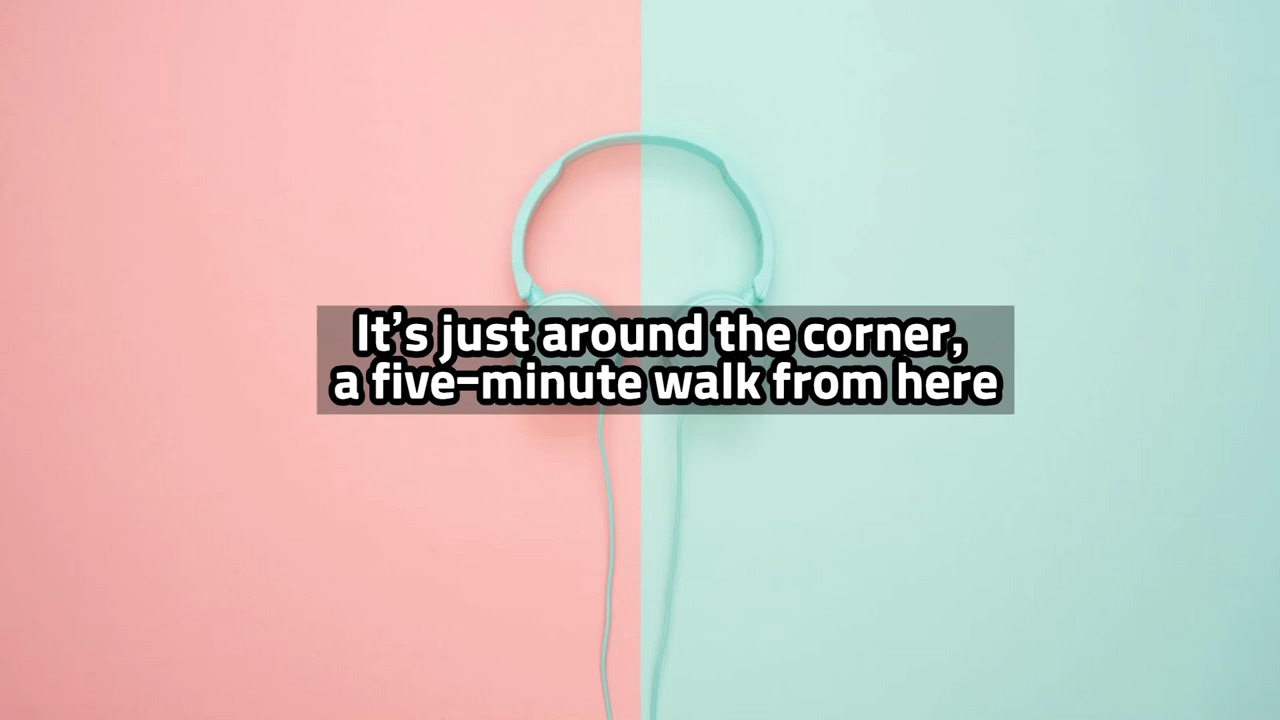 It’s just around the corner,
a five-minute walk from here